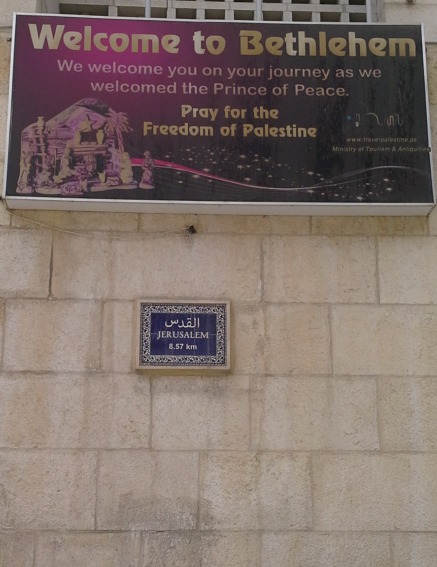 Welcome to Bethlehem
We welcome you on your journey as we
welcomed the Prince of Peace.
Pray for the
Freedom of Palestine
www.travelpalestine.ps
Ministry of Tourism & Antiquities
القدس
JERUSALEM
8.57 km